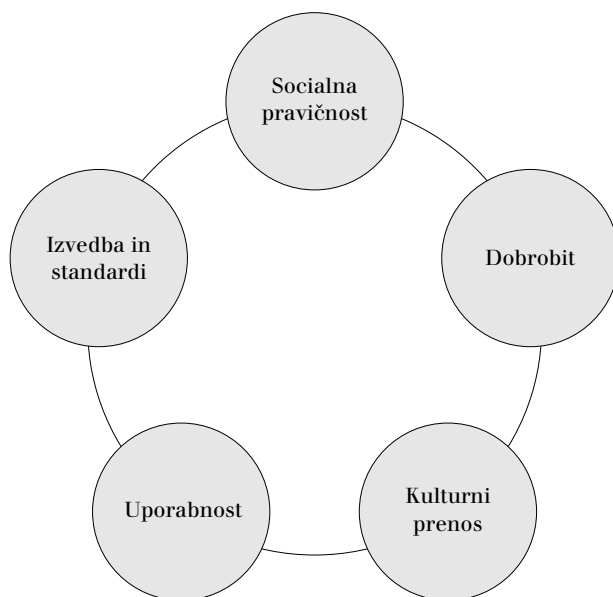 Socialna
pravičnost
Izvedba in
standardi
Dobrobit
Uporabnost
Kulturni
prenos